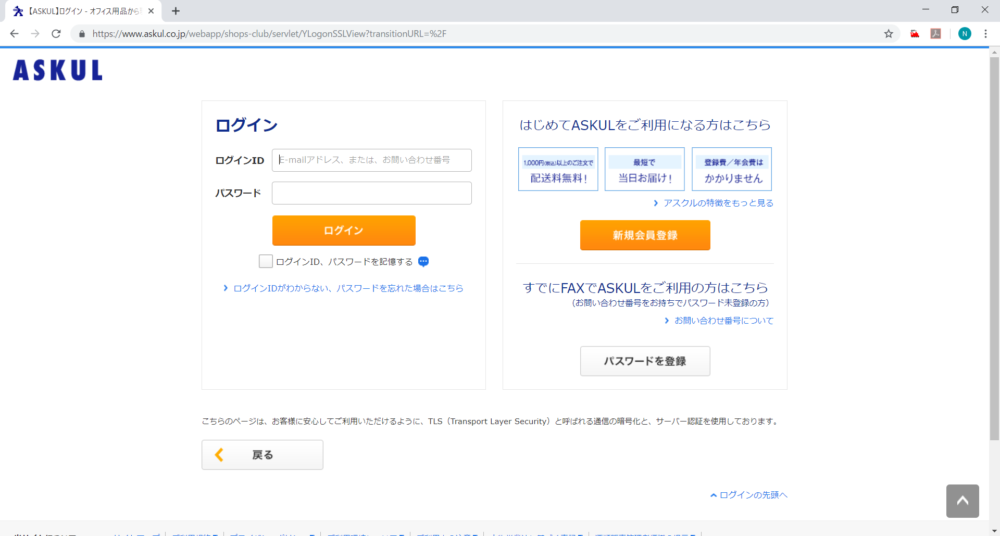 【ASKUL】ログイン - オフィス用品から
https://www.askul.co.jp/webapp/shops-club/servlet/YLogonSSLView?transitionURL=%2F
N
ASKUL
ログイン
ログインID
E-mailアドレス、または、お問い合わせ番号
パスワード
ログイン
ログインID、パスワードを記憶する
ログインIDがわからない、パスワードを忘れた場合はこちら
はじめてASKULをご利用になる方はこちら
1,000円(税込)以上のご注文で
配送料無料！
最短で
当日お届け！
登録費／年会費は
かかりません
アスクルの特徴をもっと見る
新規会員登録
すでにFAXでASKULをご利用の方はこちら
（お問い合わせ番号をお持ちでパスワード未登録の方）
お問い合わせ番号について
パスワードを登録
こちらのページは、お客様に安心してご利用いただけるように、TLS（Transport Layer Security）と呼ばれる通信の暗号化と、サーバー認証を使用しております。
戻る
ログインの先頭へ